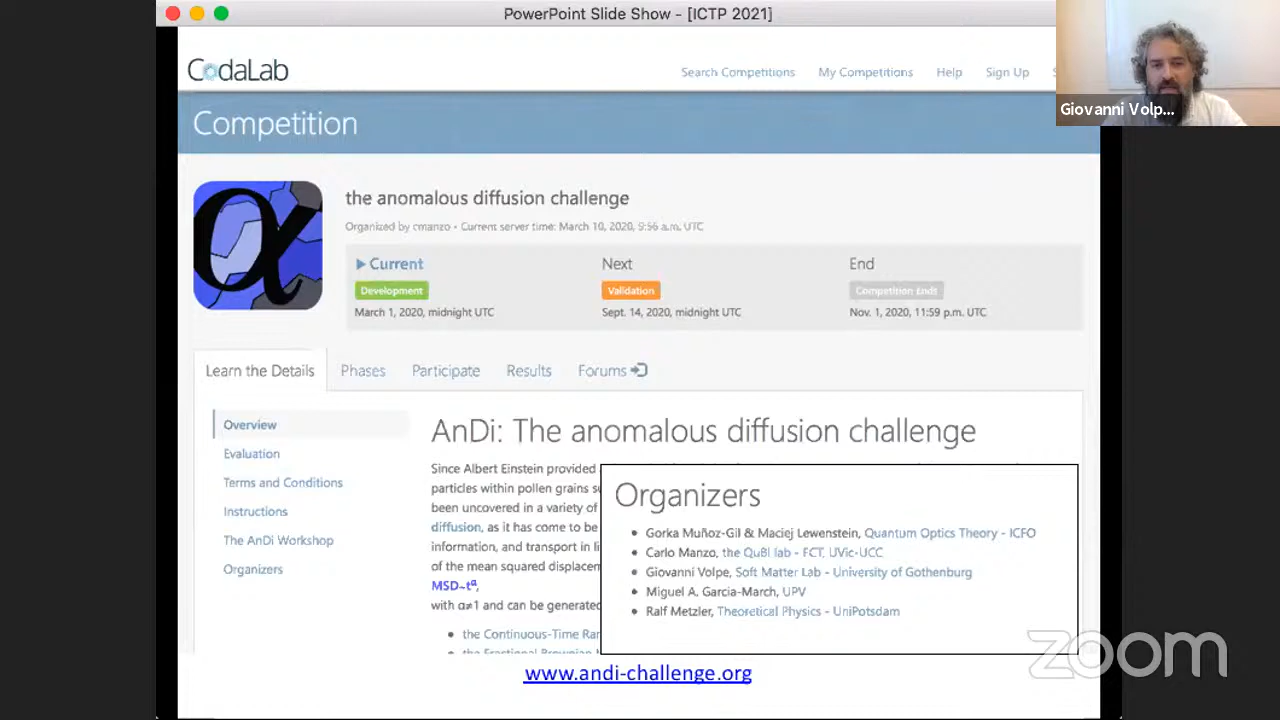 PowerPoint Slide Show - [ICTP 2021]
CodaLab
Search Competitions My Competitions Help Sign Up
Giovanni Volp...
Competition
the anomalous diffusion challenge
Organized by cmanzo - Current server time: March 10, 2020, 9:56 a.m. UTC
Current Next End
Development Validation Competition Ends
March 1, 2020, midnight UTC Sept. 14, 2020, midnight UTC Nov. 1, 2020, 11:59 p.m. UTC
Learn the Details Phases Participate Results Forums
Overview
Evaluation
Terms and Conditions
Instructions
The AnDi Workshop
Organizers
AnDi: The anomalous diffusion challenge
Since Albert Einstein provided
particles within pollen grains su
been uncovered in a variety of
diffusion, as it has come to be
information, and transport in li
of the mean squared displacem
MSD~tα,
with α≠1 and can be generated
the Continuous-Time Ran
the Fractional Brownian
Organizers
Gorka Muñoz-Gil & Maciej Lewenstein, Quantum Optics Theory - ICFO
Carlo Manzo, the QuBI lab - FCT, UVic-UCC
Giovanni Volpe, Soft Matter Lab - University of Gothenburg
Miguel A. Garcia-March, UPV
Ralf Metzler, Theoretical Physics - UniPotsdam
www.andi-challenge.org
zoom